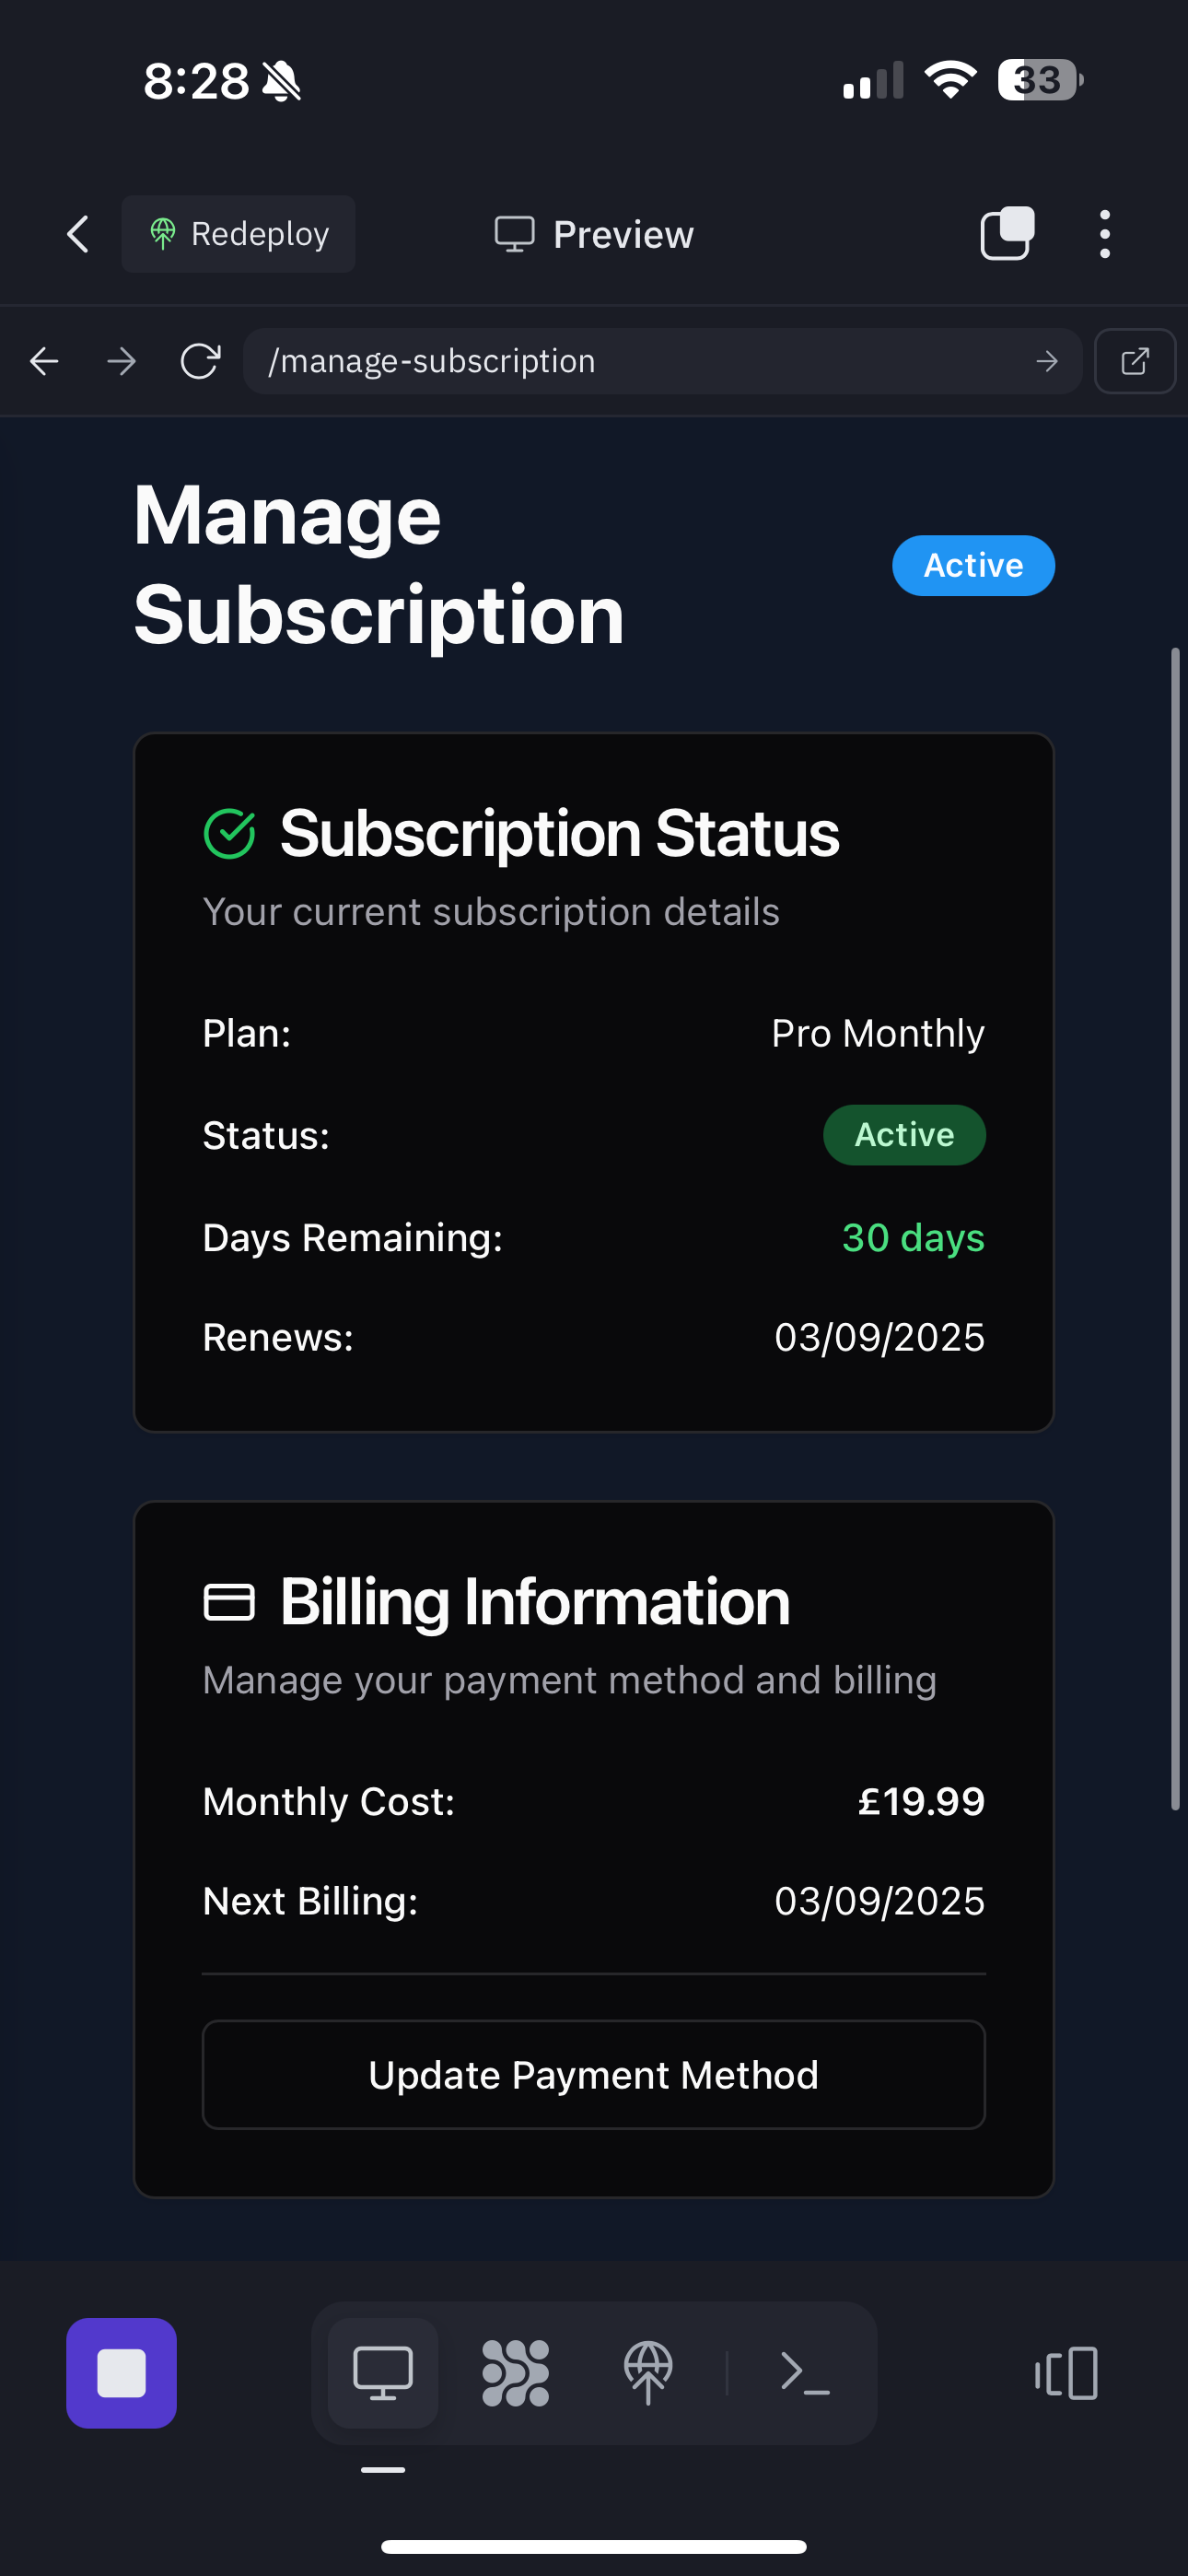 8:28
33
Redeploy
Preview
/manage-subscription
Manage
Subscription
Active
Subscription Status
Your current subscription details
Plan:
Pro Monthly
Status:
Active
Days Remaining:
30 days
Renews:
03/09/2025
Billing Information
Manage your payment method and billing
Monthly Cost:
£19.99
Next Billing:
03/09/2025
Update Payment Method